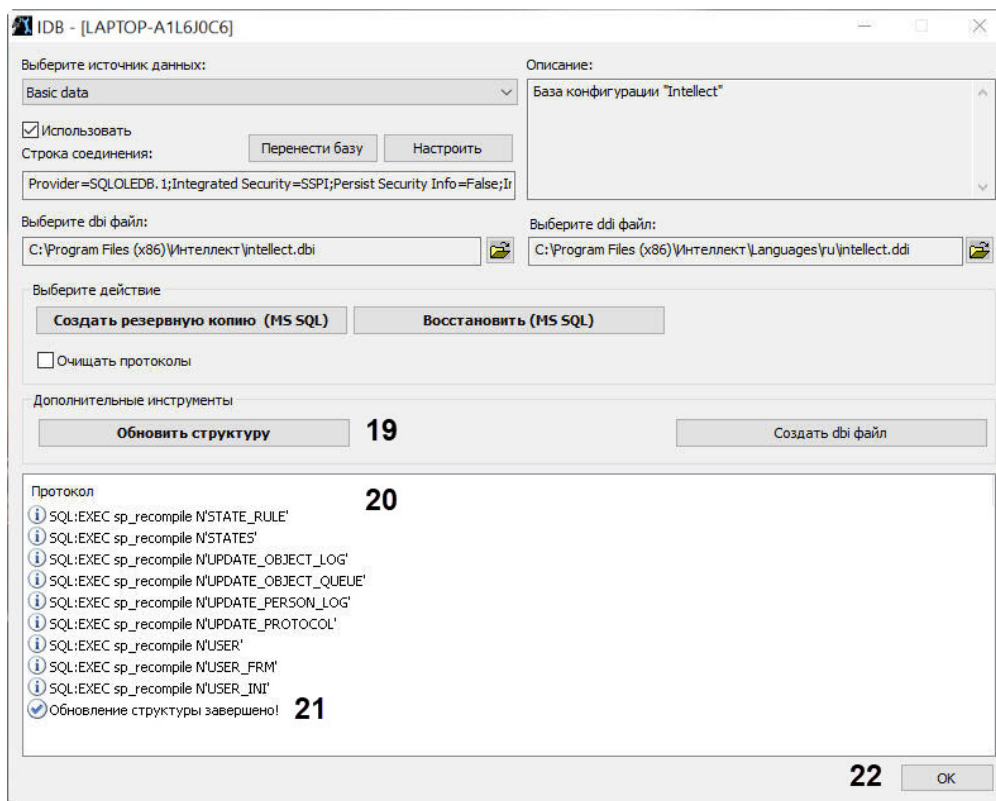 IDB - [LAPTOP-A1L6J0C6]
Выберите источник данных:
Описание:
Basic data
База конфигурации "Intellect"
Использовать
Строка соединения:
Перенести базу
Настроить
Provider=SQLOLEDB.1;Integrated Security=SSPI;Persist Security Info=False;Ir
Выберите dbi файл:
Выберите ddi файл:
C:\Program Files (x86)\Интеллект\intellect.dbi
C:\Program Files (x86)\Интеллект\Languages\ru\intellect.ddi
Выберите действие
Создать резервную копию (MS SQL)
Восстановить (MS SQL)
Очищать протоколы
Дополнительные инструменты
Обновить структуру
19
Создать dbi файл
Протокол
20
SQL:EXEC sp_recompile N'STATE_RULE'
SQL:EXEC sp_recompile N'STATES'
SQL:EXEC sp_recompile N'UPDATE_OBJECT_LOG'
SQL:EXEC sp_recompile N'UPDATE_OBJECT_QUEUE'
SQL:EXEC sp_recompile N'UPDATE_PERSON_LOG'
SQL:EXEC sp_recompile N'UPDATE_PROTOCOL'
SQL:EXEC sp_recompile N'USER'
SQL:EXEC sp_recompile N'USER_FRM'
SQL:EXEC sp_recompile N'USER_INI'
Обновление структуры завершено!
21
22
OK